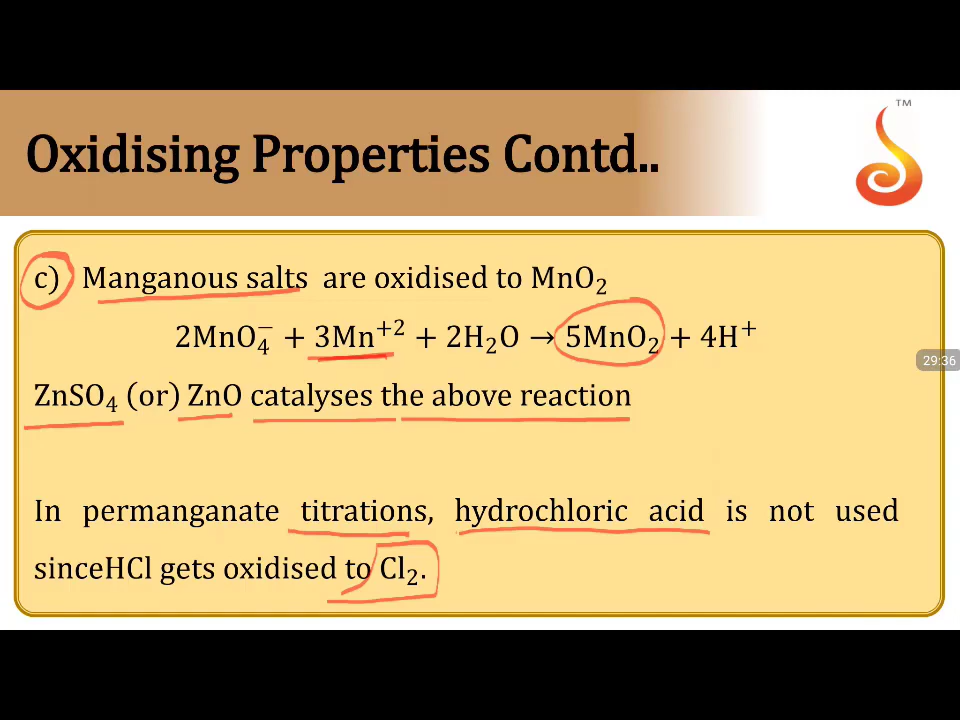 TM
Oxidising Properties Contd..
c) Manganous salts are oxidised to MnO₂
2MnO₄⁻ + 3Mn⁺² + 2H₂O → 5MnO₂ + 4H⁺
29:36
ZnSO₄ (or) ZnO catalyses the above reaction
In permanganate titrations, hydrochloric acid is not used
sinceHCl gets oxidised to Cl₂.